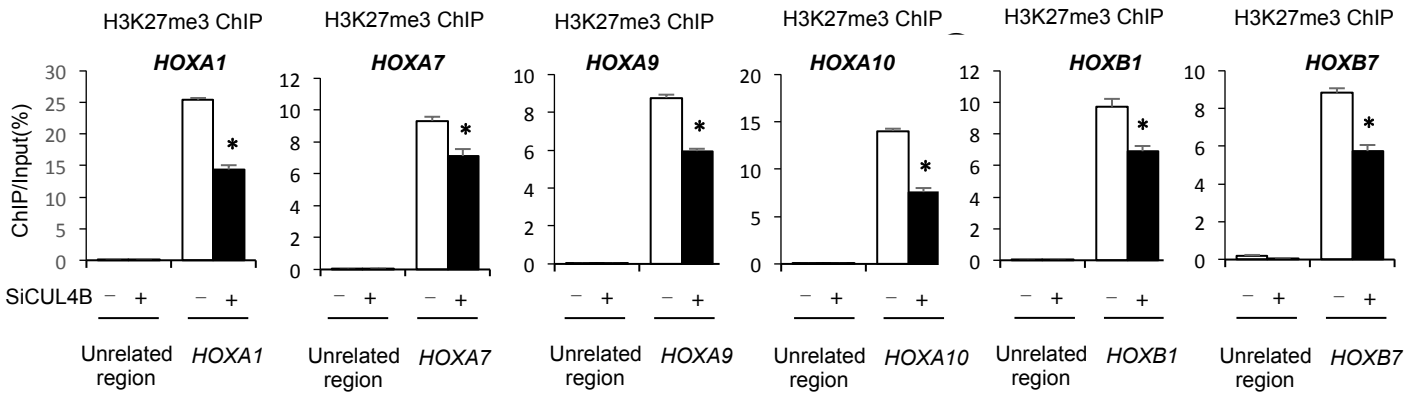 H3K27me3 ChIP H3K27me3 ChIP H3K27me3 ChIP H3K27me3 ChIP H3K27me3 ChIP H3K27me3 ChIP
HOXA1 HOXA7 HOXA9 HOXA10 HOXB1 HOXB7
ChIP/Input(%)
30
25
20
15
10
5
0
*
12
10
8
6
4
2
0
*
10
8
6
4
2
0
*
20
15
10
5
0
*
12
10
8
6
4
2
0
*
10
8
6
4
2
0
*
SiCUL4B – + – + – + – + – + – + – + – + – + – + – + – +
Unrelated region
HOXA1
Unrelated region
HOXA7
Unrelated region
HOXA9
Unrelated region
HOXA10
Unrelated region
HOXB1
Unrelated region
HOXB7